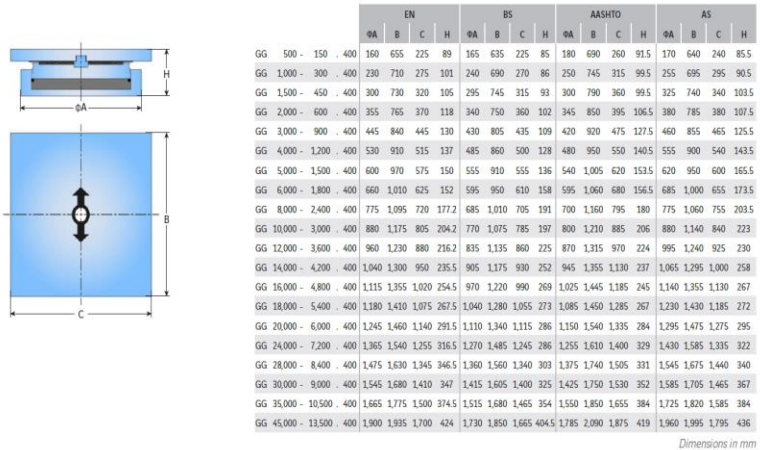 EN BS AASHTO AS
ΦA B C H ΦA B C H ΦA B C H ΦA B C H
GG 500 - 150 . 400 160 655 225 89 165 635 225 85 180 690 260 91.5 170 640 240 85.5
GG 1,000 - 300 . 400 230 710 275 101 240 690 270 86 250 745 315 99.5 255 695 295 90.5
GG 1,500 - 450 . 400 300 730 320 105 295 745 315 93 300 790 360 99.5 325 740 340 103.5
GG 2,000 - 600 . 400 355 765 370 118 340 750 360 102 345 850 395 106.5 380 785 380 107.5
GG 3,000 - 900 . 400 445 840 445 130 430 805 435 109 420 920 475 127.5 460 855 465 125.5
GG 4,000 - 1,200 . 400 530 910 515 137 485 860 500 128 480 950 550 140.5 555 900 540 143.5
GG 5,000 - 1,500 . 400 600 970 575 150 555 910 555 136 540 1,005 620 153.5 620 950 600 165.5
GG 6,000 - 1,800 . 400 660 1,010 625 152 595 950 610 158 595 1,060 680 156.5 685 1,000 655 173.5
GG 8,000 - 2,400 . 400 775 1,095 720 177.2 685 1,010 705 191 700 1,160 795 180 775 1,060 755 203.5
GG 10,000 - 3,000 . 400 880 1,175 805 204.2 770 1,075 785 197 800 1,210 885 206 880 1,140 840 223
GG 12,000 - 3,600 . 400 960 1,230 880 216.2 835 1,135 860 225 870 1,315 970 224 995 1,240 925 230
GG 14,000 - 4,200 . 400 1,040 1,300 950 235.5 905 1,175 930 252 945 1,355 1,130 237 1,065 1,295 1,000 258
GG 16,000 - 4,800 . 400 1,115 1,355 1,020 254.5 970 1,220 990 269 1,025 1,445 1,185 245 1,140 1,355 1,130 267
GG 18,000 - 5,400 . 400 1,180 1,410 1,075 267.5 1,040 1,280 1,055 273 1,085 1,450 1,285 267 1,230 1,430 1,185 272
GG 20,000 - 6,000 . 400 1,245 1,460 1,140 291.5 1,110 1,340 1,115 286 1,150 1,540 1,335 284 1,295 1,475 1,275 295
GG 24,000 - 7,200 . 400 1,365 1,540 1,255 316.5 1,270 1,485 1,245 286 1,255 1,610 1,400 329 1,430 1,585 1,335 322
GG 28,000 - 8,400 . 400 1,475 1,630 1,345 346.5 1,360 1,560 1,340 303 1,375 1,740 1,505 331 1,545 1,675 1,440 340
GG 30,000 - 9,000 . 400 1,545 1,680 1,410 347 1,415 1,605 1,400 325 1,425 1,750 1,530 352 1,585 1,705 1,465 367
GG 35,000 - 10,500 . 400 1,665 1,775 1,500 374.5 1,515 1,680 1,465 354 1,550 1,850 1,655 384 1,725 1,820 1,585 384
GG 45,000 - 13,500 . 400 1,900 1,935 1,700 424 1,730 1,850 1,665 404.5 1,785 2,090 1,875 419 1,960 1,995 1,795 436
Dimensions in mm
H
ΦA
B
C